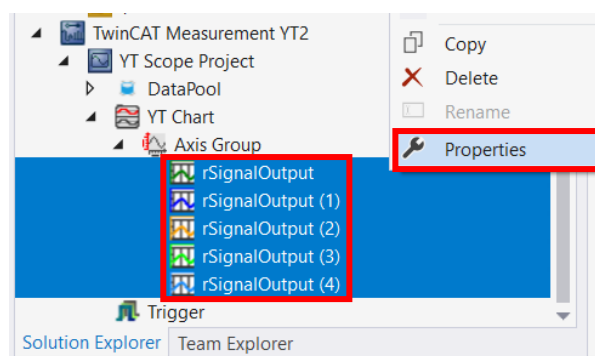 TwinCAT Measurement YT2
YT Scope Project
DataPool
YT Chart
Axis Group
rSignalOutput
rSignalOutput (1)
rSignalOutput (2)
rSignalOutput (3)
rSignalOutput (4)
Trigger
Solution Explorer Team Explorer
Copy
Delete
Rename
Properties